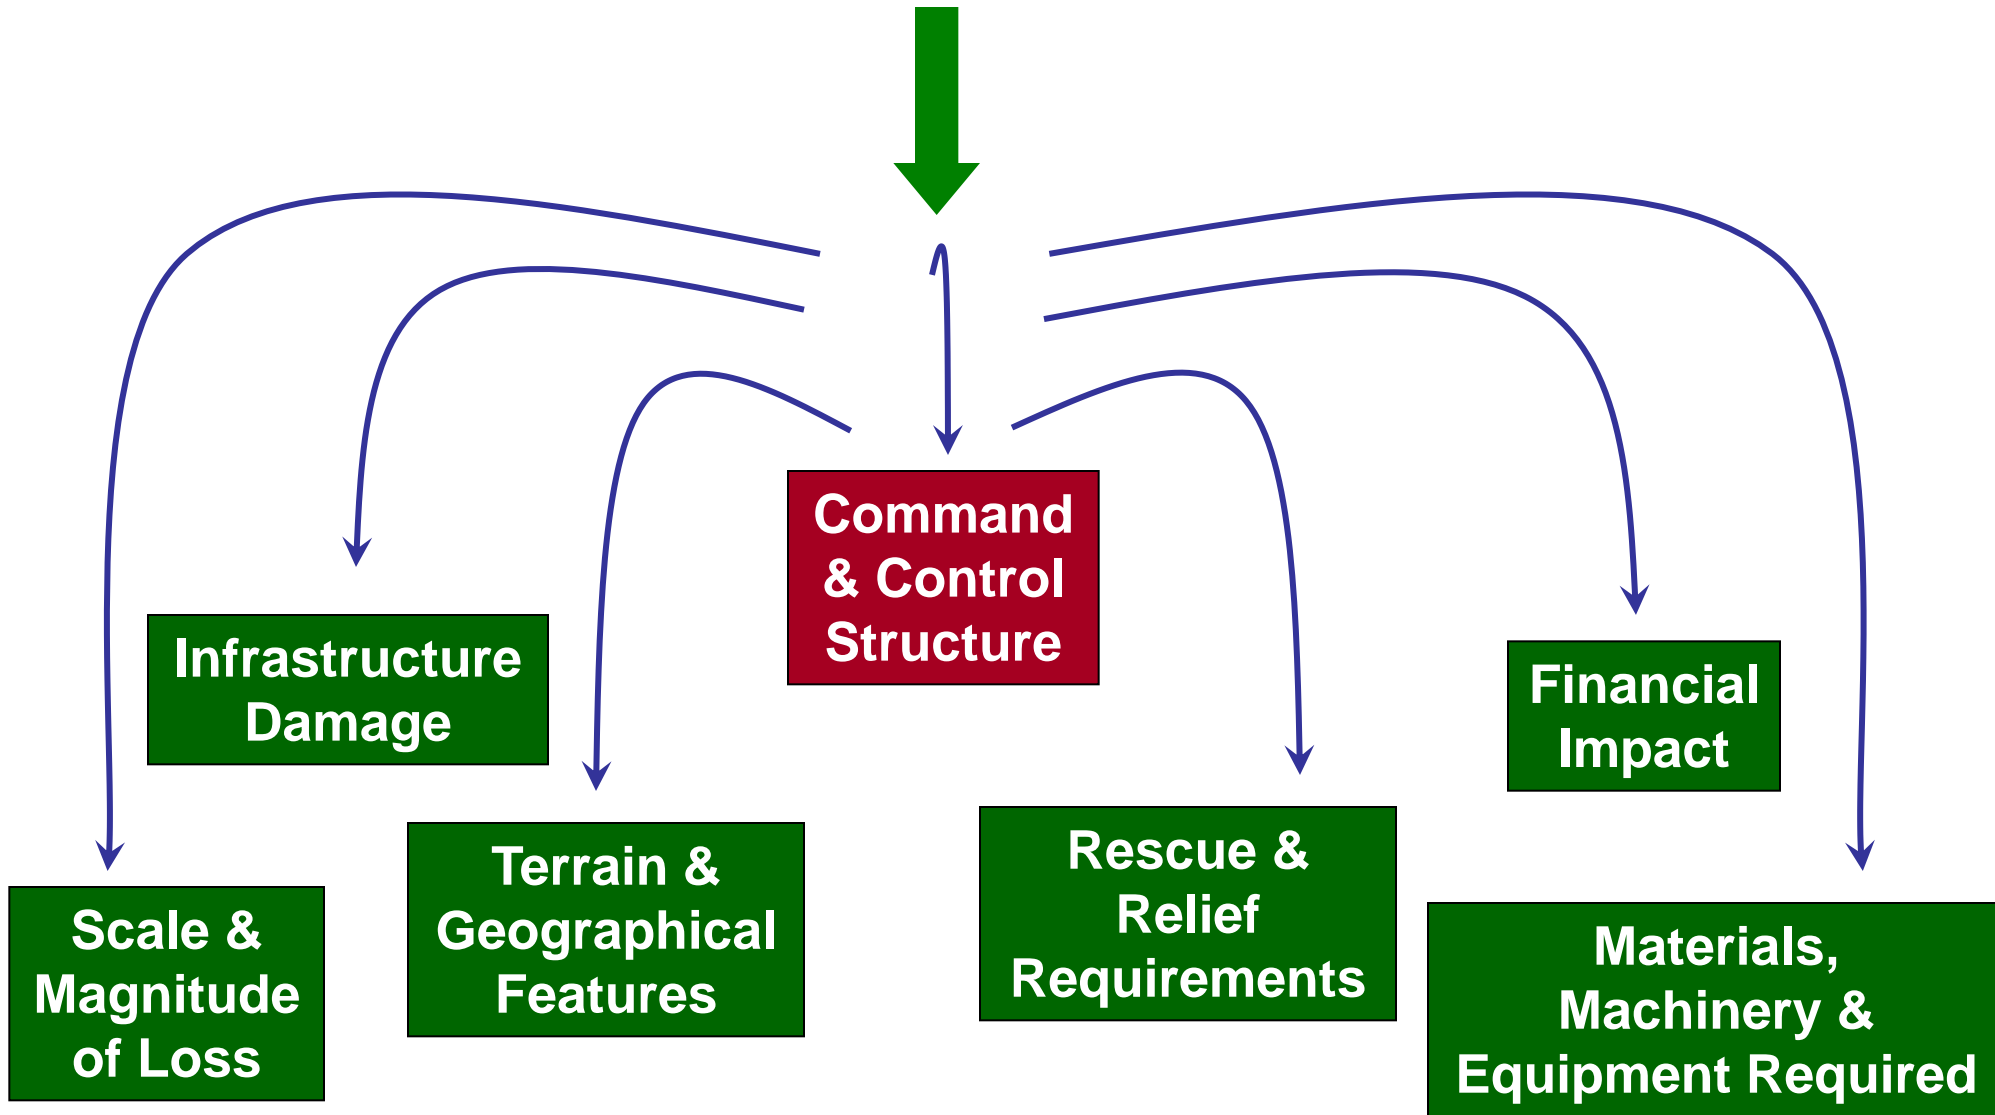 Command
& Control
Structure
Infrastructure
Damage
Financial
Impact
Terrain &
Geographical
Features
Rescue &
Relief
Requirements
Scale &
Magnitude
of Loss
Materials,
Machinery &
Equipment Required